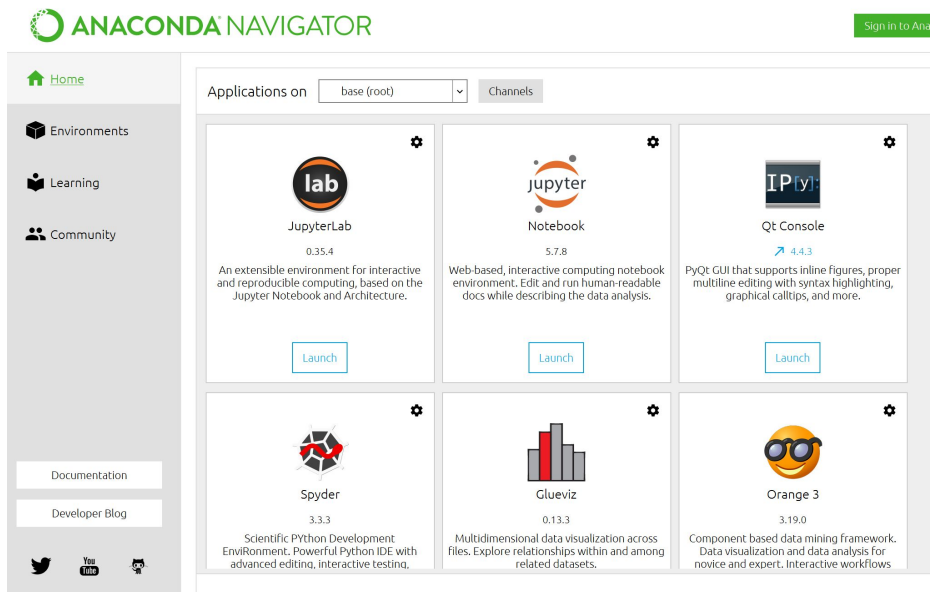 ANACONDA NAVIGATOR
Sign in to Ana
Home
Environments
Learning
Community
Documentation
Developer Blog
You
Tube
Applications on
base (root)
Channels
lab
JupyterLab
0.35.4
An extensible environment for interactive
and reproducible computing, based on the
Jupyter Notebook and Architecture.
Launch
jupyter
Notebook
5.7.8
Web-based, interactive computing notebook
environment. Edit and run human-readable
docs while describing the data analysis.
Launch
IP[y]:
Qt Console
4.4.3
PyQt GUI that supports inline figures, proper
multiline editing with syntax highlighting,
graphical calltips, and more.
Launch
Spyder
3.3.3
Scientific PYthon Development
EnviRonment. Powerful Python IDE with
advanced editing, interactive testing,
Glueviz
0.13.3
Multidimensional data visualization across
files. Explore relationships within and among
related datasets.
Orange 3
3.19.0
Component based data mining framework.
Data visualization and data analysis for
novice and expert. Interactive workflows